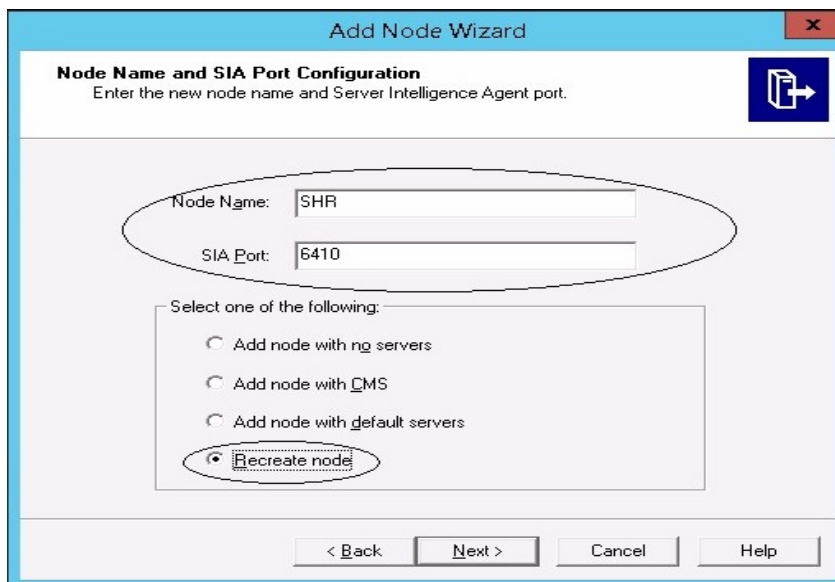 Add Node Wizard
x
Node Name and SIA Port Configuration
Enter the new node name and Server Intelligence Agent port.
Node Name: SHR
SIA Port: 6410
Select one of the following:
Add node with no servers
Add node with CMS
Add node with default servers
Recreate node
< Back Next > Cancel Help